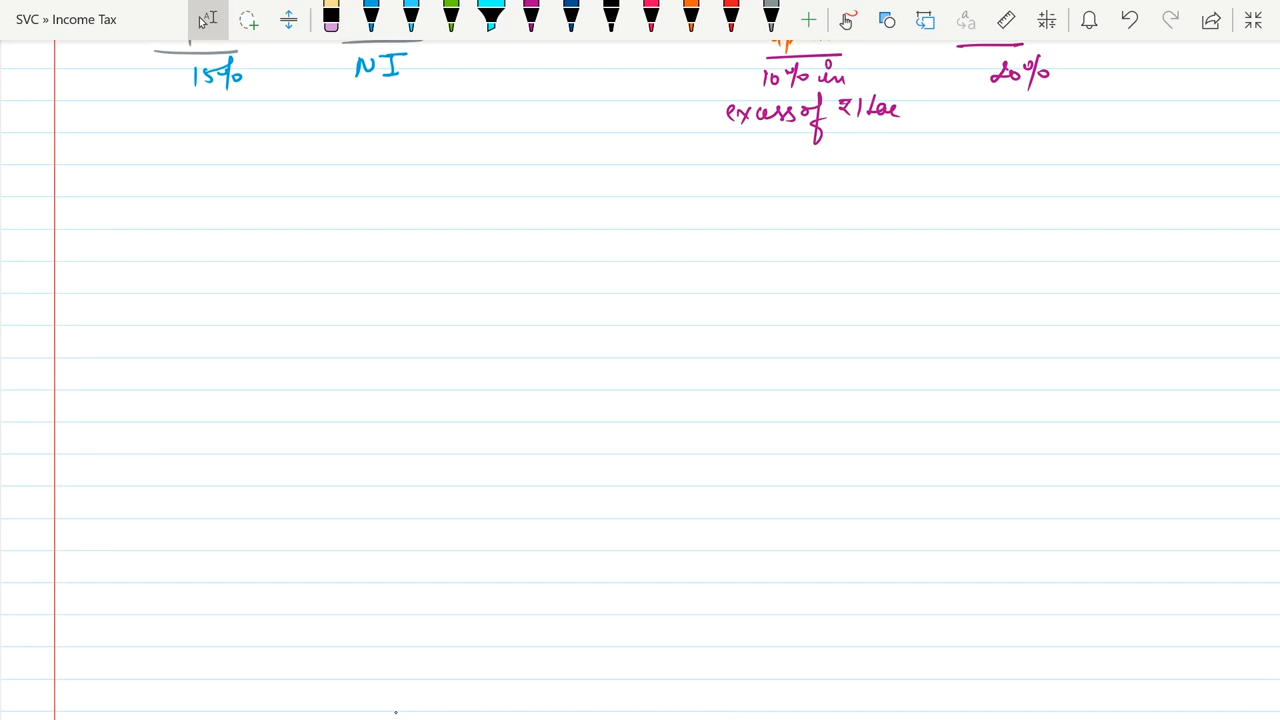 SVC » Income Tax
15% NI 10% in 20%
excess of ₹1 Lac